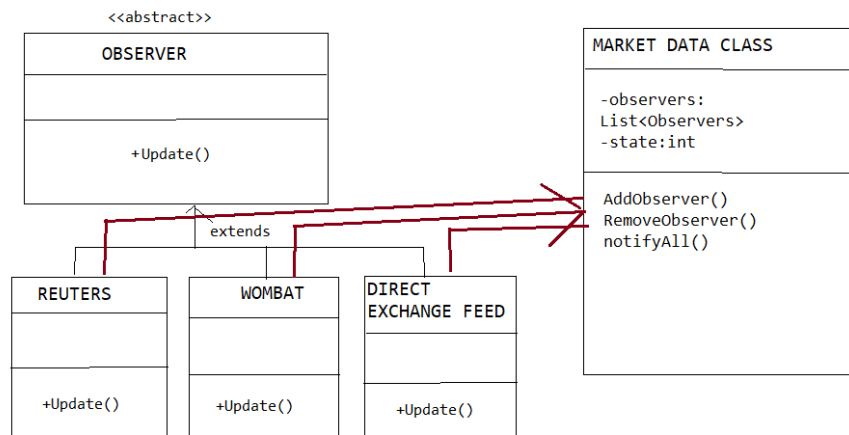 <<abstract>>
OBSERVER
+Update()
MARKET DATA CLASS
-observers:
List<Observers>
-state:int
AddObserver()
RemoveObserver()
notifyAll()
extends
REUTERS
+Update()
WOMBAT
+Update()
DIRECT
EXCHANGE FEED
+Update()